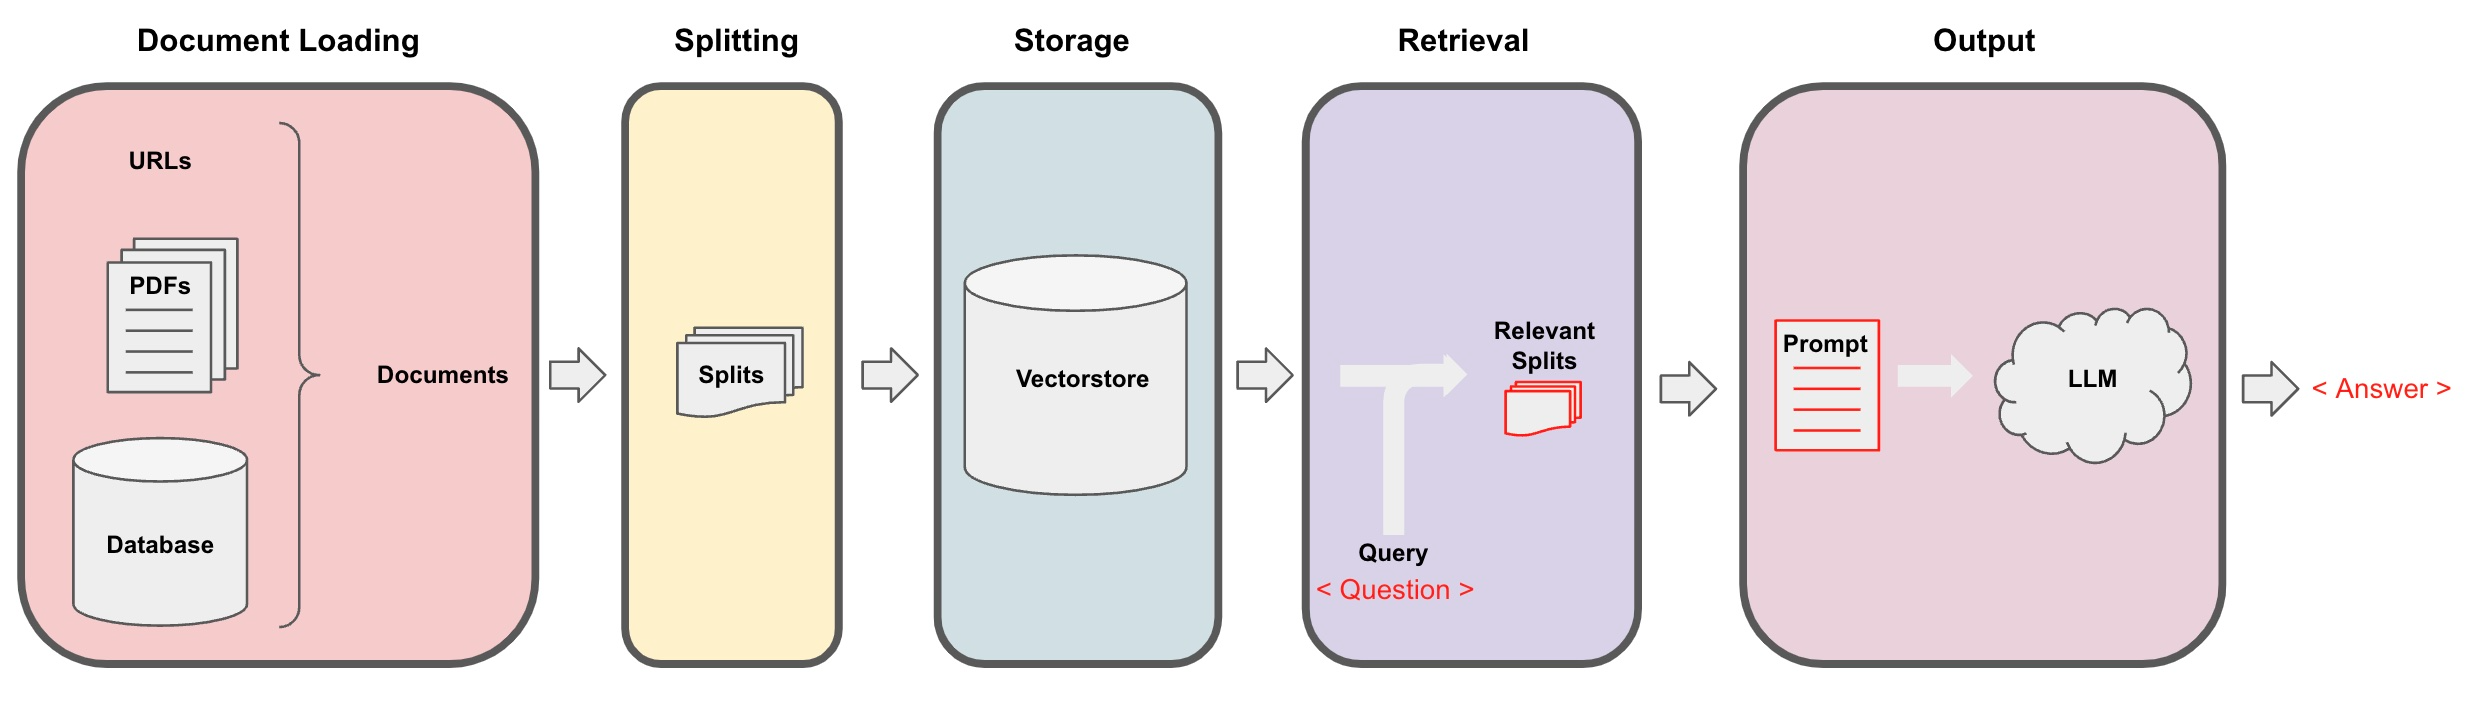 Document Loading
Splitting
Storage
Retrieval
Output
URLs
PDFs
Documents
Database
Splits
Vectorstore
Relevant
Splits
Query
< Question >
Prompt
LLM
< Answer >